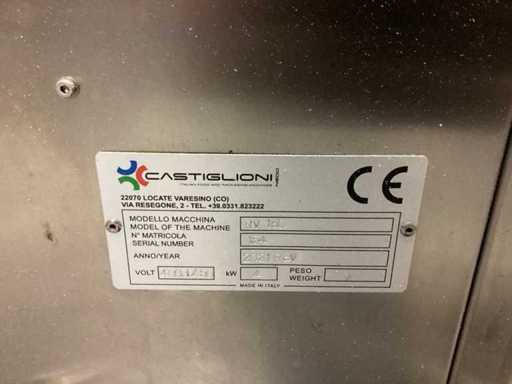 CASTIGLIONI
22070 LOCATE VARESINO (CO)
VIA RESEGONE, 2 - TEL. +39.0331.823222
MODELLO MACCHINA
MODEL OF THE MACHINE
N° MATRICOLA
SERIAL NUMBER
ANNO/YEAR
VOLT
kW
PESO
WEIGHT
MADE IN ITALY
CE